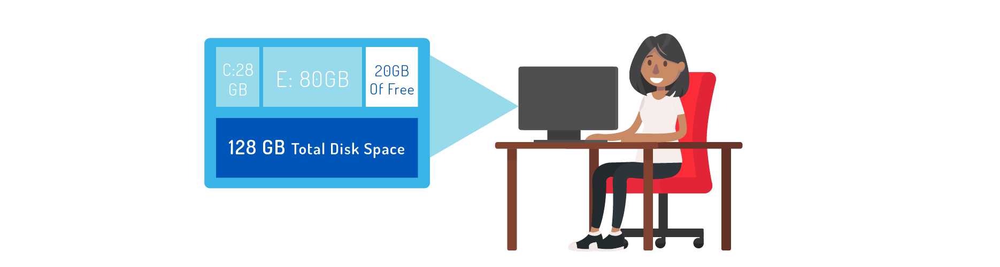 C:28
GB
E: 80GB
20GB
Of Free
128 GB Total Disk Space